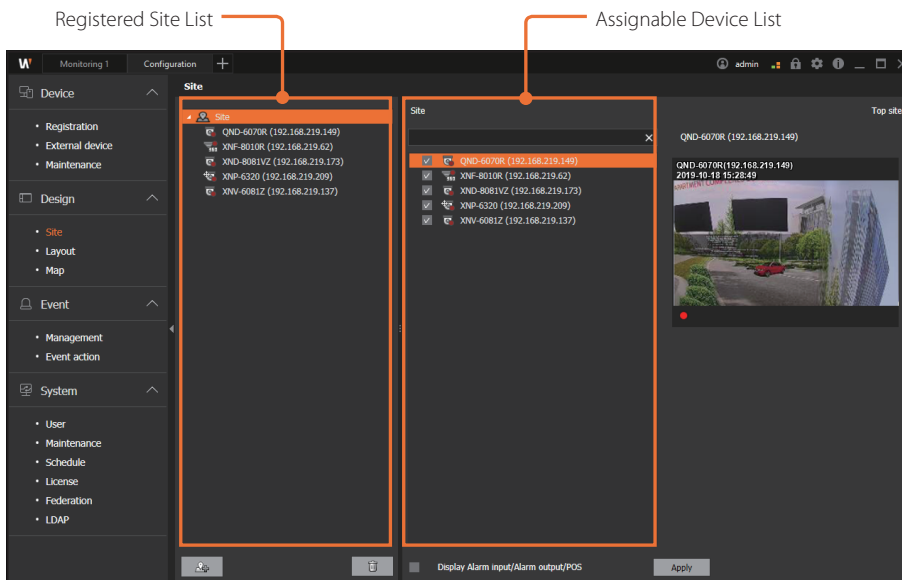 Registered Site List
Assignable Device List
W
Monitoring 1
Configuration
admin
Device
Registration
External device
Maintenance
Design
Site
Layout
Map
Event
Management
Event action
System
User
Maintenance
Schedule
License
Federation
LDAP
Site
Site
QND-6070R (192.168.219.149)
XNF-8010R (192.168.219.62)
XND-8081VZ (192.168.219.173)
XNP-6320 (192.168.219.209)
XNV-6081Z (192.168.219.137)
Site
QND-6070R (192.168.219.149)
XNF-8010R (192.168.219.62)
XND-8081VZ (192.168.219.173)
XNP-6320 (192.168.219.209)
XNV-6081Z (192.168.219.137)
Display Alarm input/Alarm output/POS
Apply
Top site
QND-6070R (192.168.219.149)
QND-6070R(192.168.219.149)
2019-10-18 15:28:49